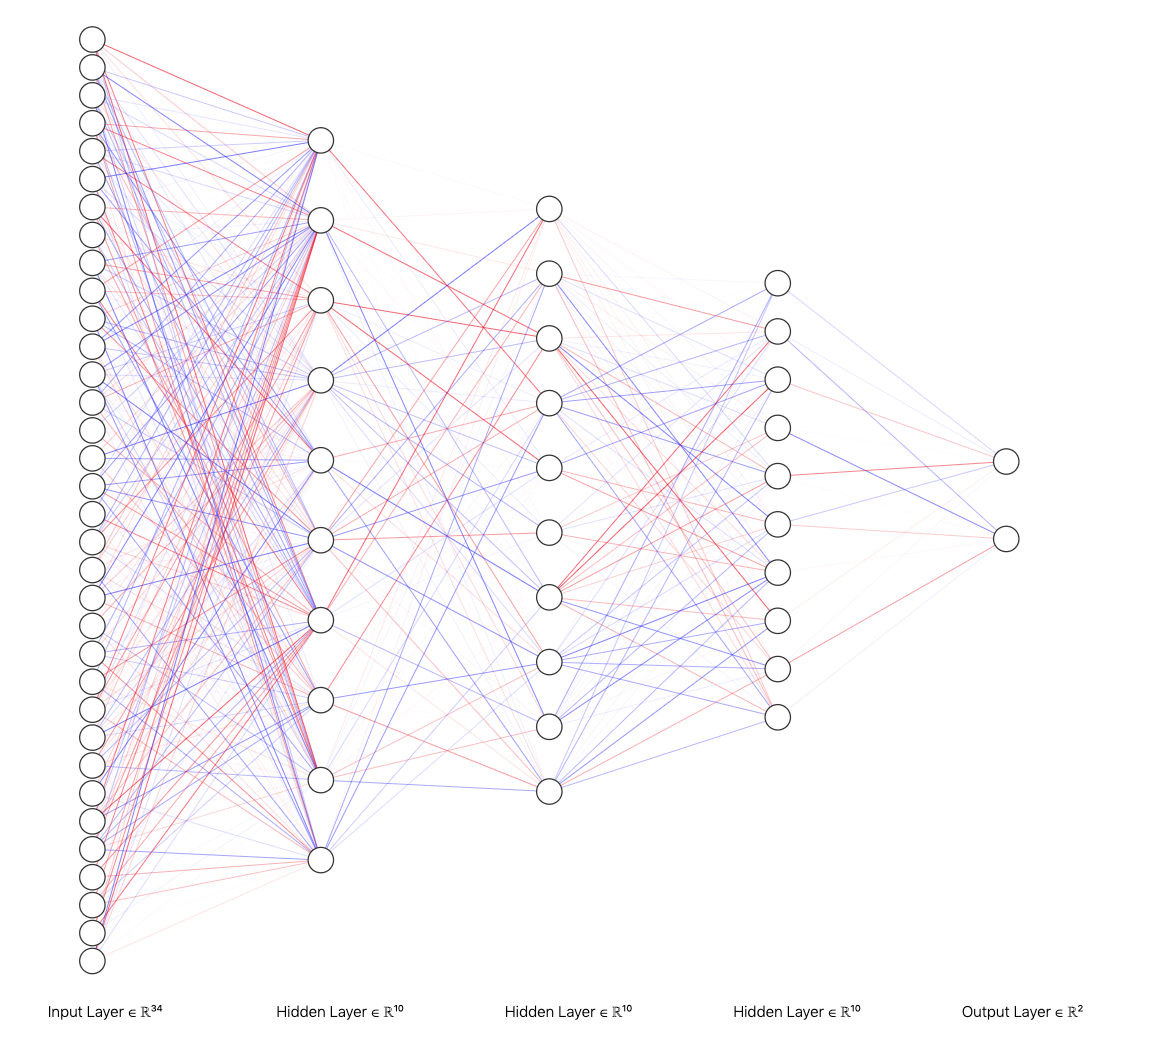 Input Layer ∈ ℝ³⁴
Hidden Layer ∈ ℝ¹⁰
Hidden Layer ∈ ℝ¹⁰
Hidden Layer ∈ ℝ¹⁰
Output Layer ∈ ℝ²